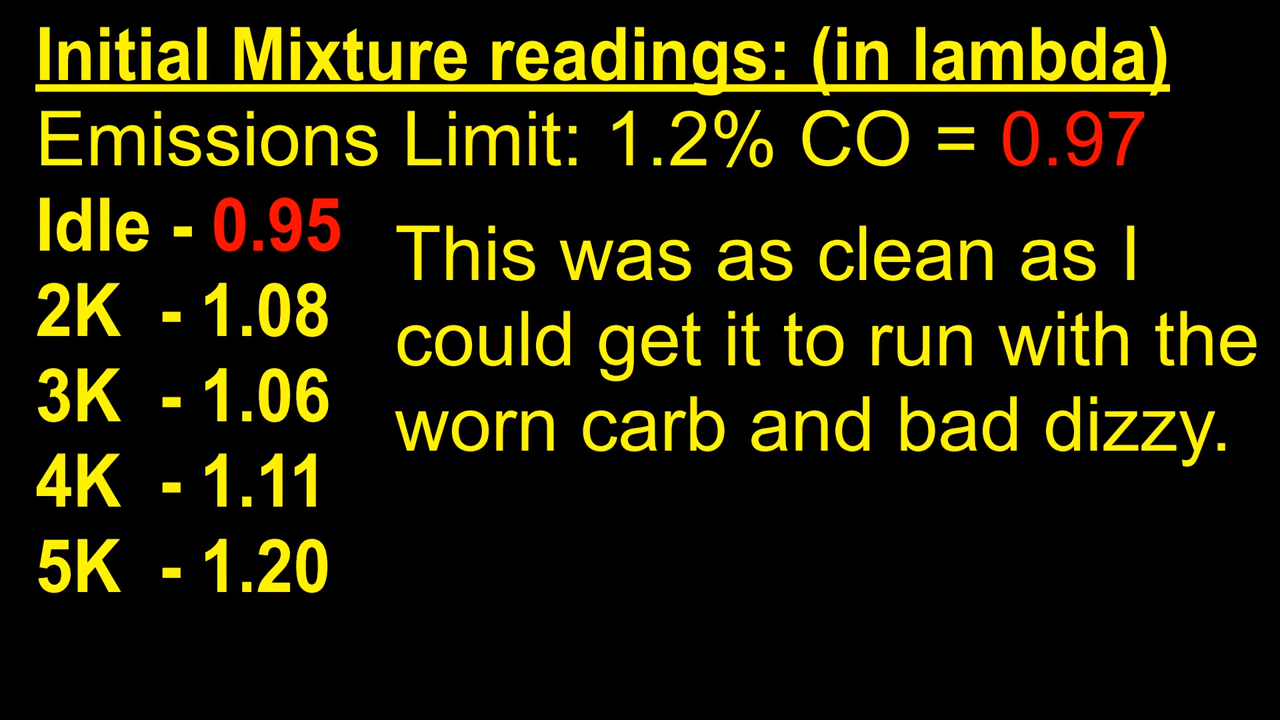 Initial Mixture readings: (in lambda)
Emissions Limit: 1.2% CO = 0.97
Idle - 0.95
2K - 1.08
3K - 1.06
4K - 1.11
5K - 1.20
This was as clean as I
could get it to run with the
worn carb and bad dizzy.